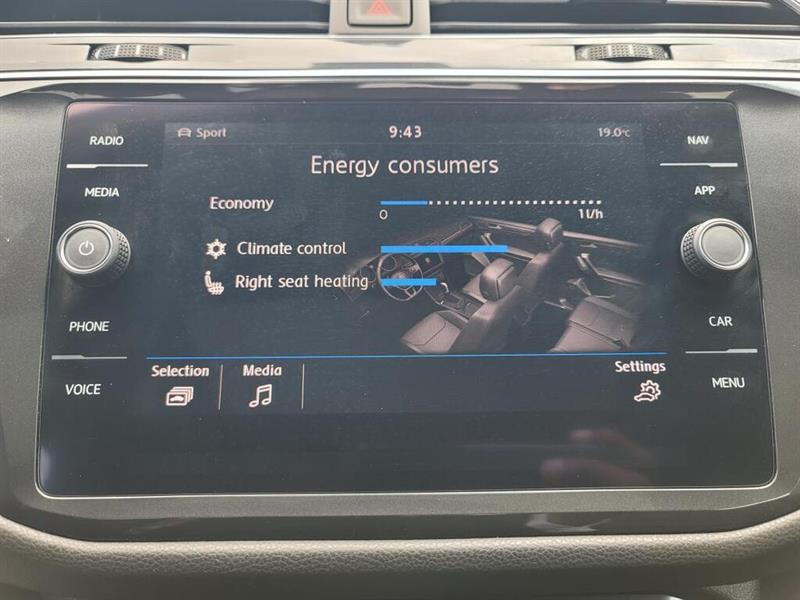 RADIO
MEDIA
PHONE
VOICE
Sport 9:43 19.0°C
Energy consumers
Economy
0 1 l/h
Climate control
Right seat heating
Selection Media Settings
NAV
APP
CAR
MENU